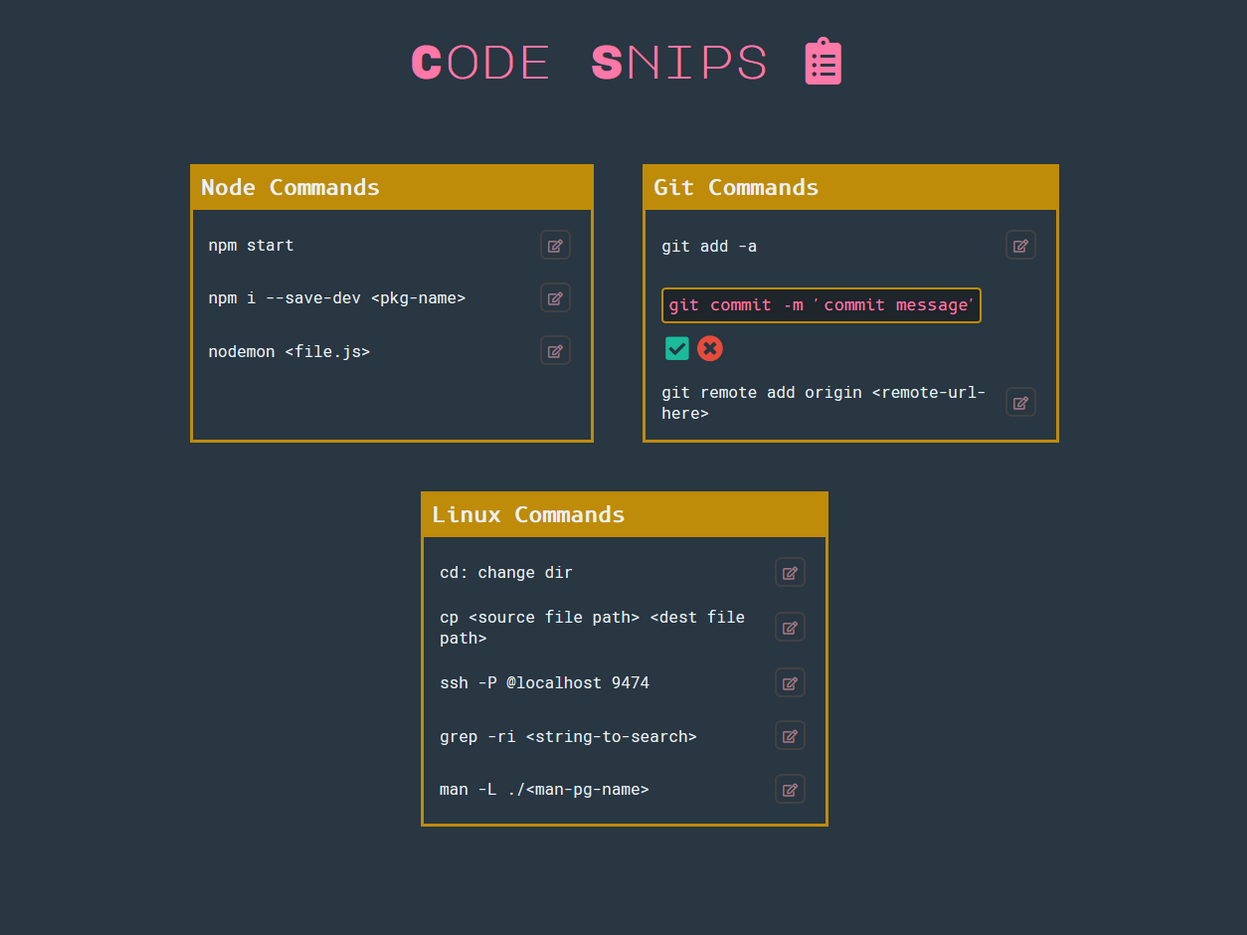 CODE SNIPS
Node Commands
npm start
npm i --save-dev <pkg-name>
nodemon <file.js>
Git Commands
git add -a
git commit -m 'commit message'
git remote add origin <remote-url-
here>
Linux Commands
cd: change dir
cp <source file path> <dest file
path>
ssh -P @localhost 9474
grep -ri <string-to-search>
man -L ./<man-pg-name>